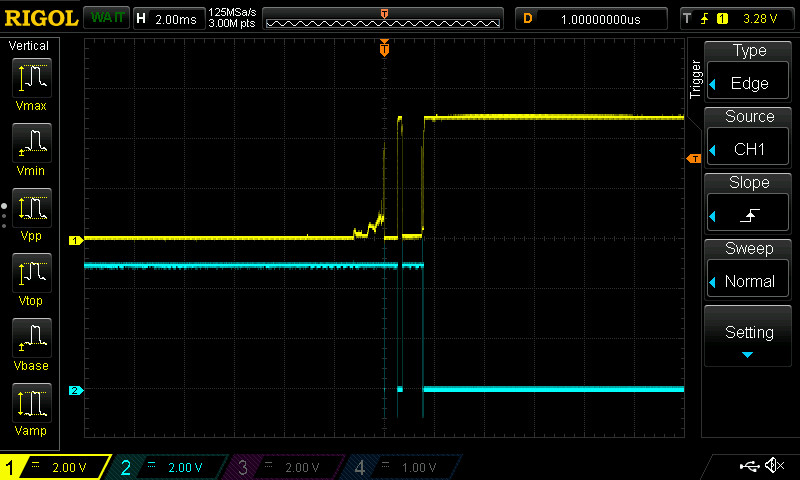 RIGOL WAIT H 2.00ms 125MSa/s D 1.00000000us T 1 3.28 V
3.00M pts
T
Vertical
Vmax
Vmin
Vpp
Vtop
Vbase
Vamp
T
1
2
T
Trigger
Type
Edge
Source
CH1
Slope
Sweep
Normal
Setting
1 2.00 V 2 2.00 V 3 2.00 V 4 1.00 V